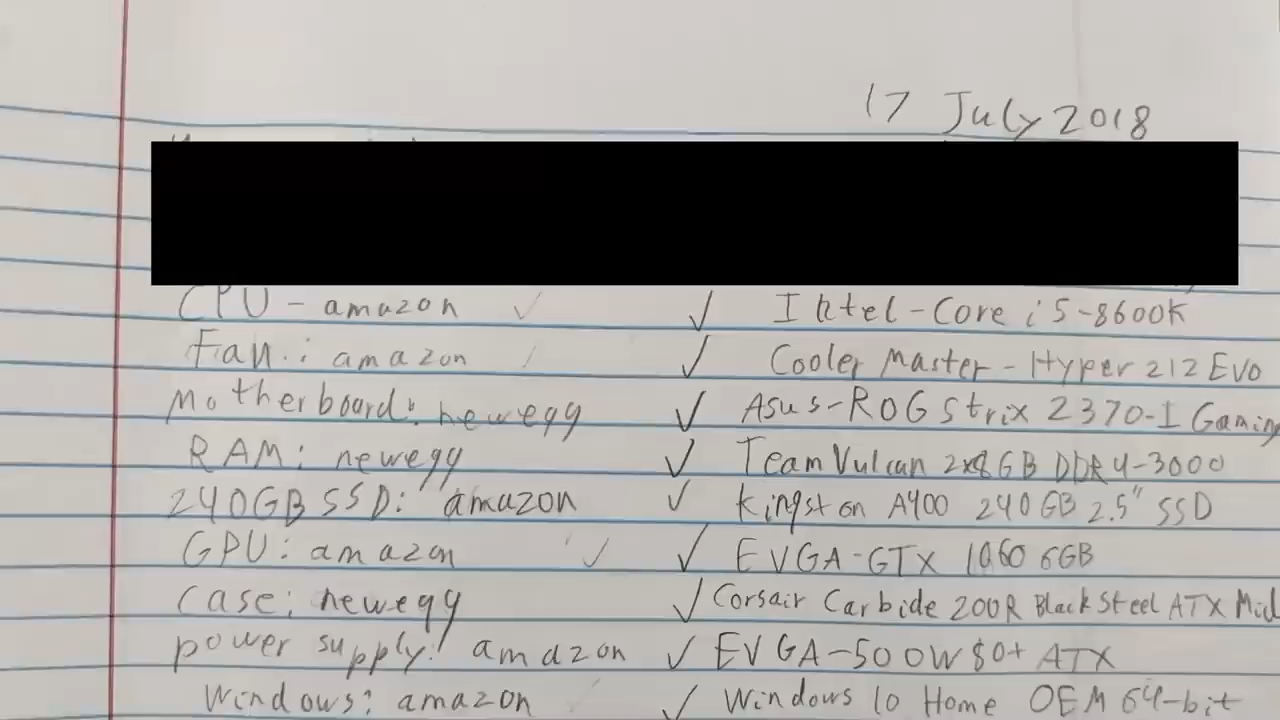 17 July 2018
CPU - amazon ✓ ✓ Intel-Core i5-8600K
Fan.: amazon ✓ Cooler Master - Hyper 212 Evo
Motherboard: newegg ✓ Asus-ROG Strix Z370-I Gaming
RAM: newegg ✓ Team Vulcan 2x8GB DDR4-3000
240GB SSD: amazon ✓ Kingston A400 240GB 2.5" SSD
GPU: amazon ✓ ✓ EVGA-GTX 1060 6GB
Case: newegg ✓ Corsair Carbide 200R Black Steel ATX Mid
power supply: amazon ✓ EVGA-500W 80+ ATX
Windows: amazon ✓ Windows 10 Home OEM 64-bit